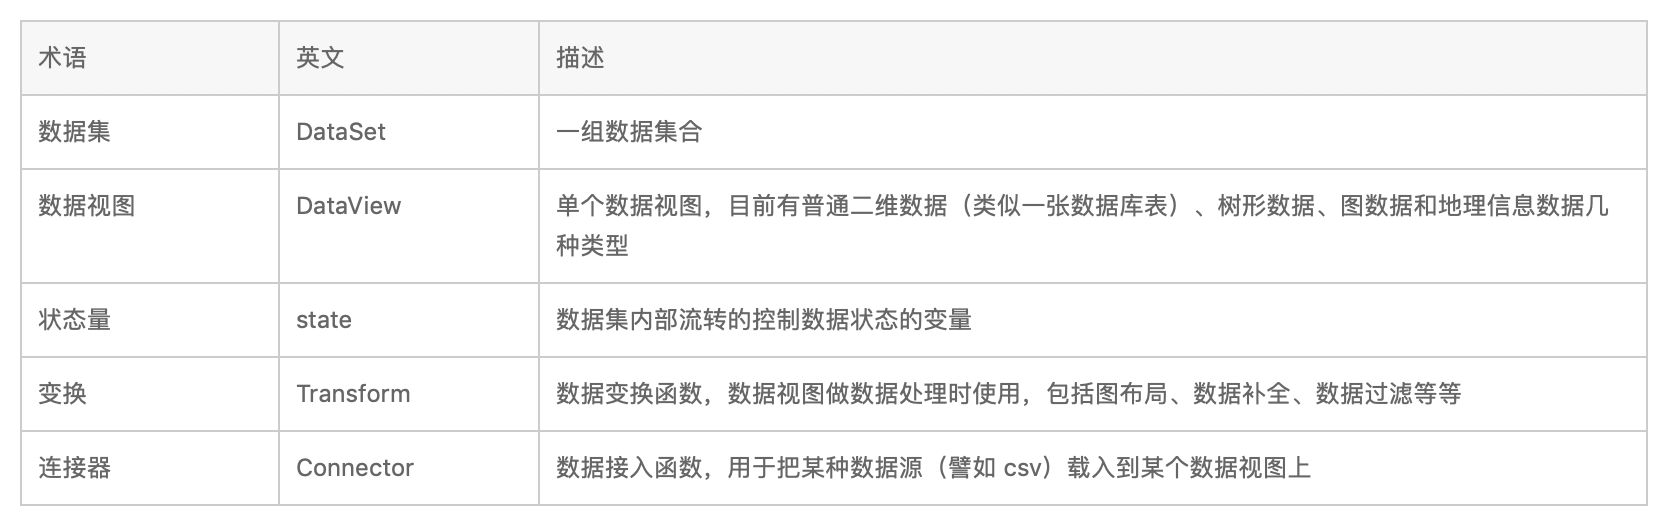 术语 英文 描述
数据集 DataSet 一组数据集合
数据视图 DataView 单个数据视图，目前有普通二维数据（类似一张数据库表）、树形数据、图数据和地理信息数据几
种类型
状态量 state 数据集内部流转的控制数据状态的变量
变换 Transform 数据变换函数，数据视图做数据处理时使用，包括图布局、数据补全、数据过滤等等
连接器 Connector 数据接入函数，用于把某种数据源（譬如 csv）载入到某个数据视图上